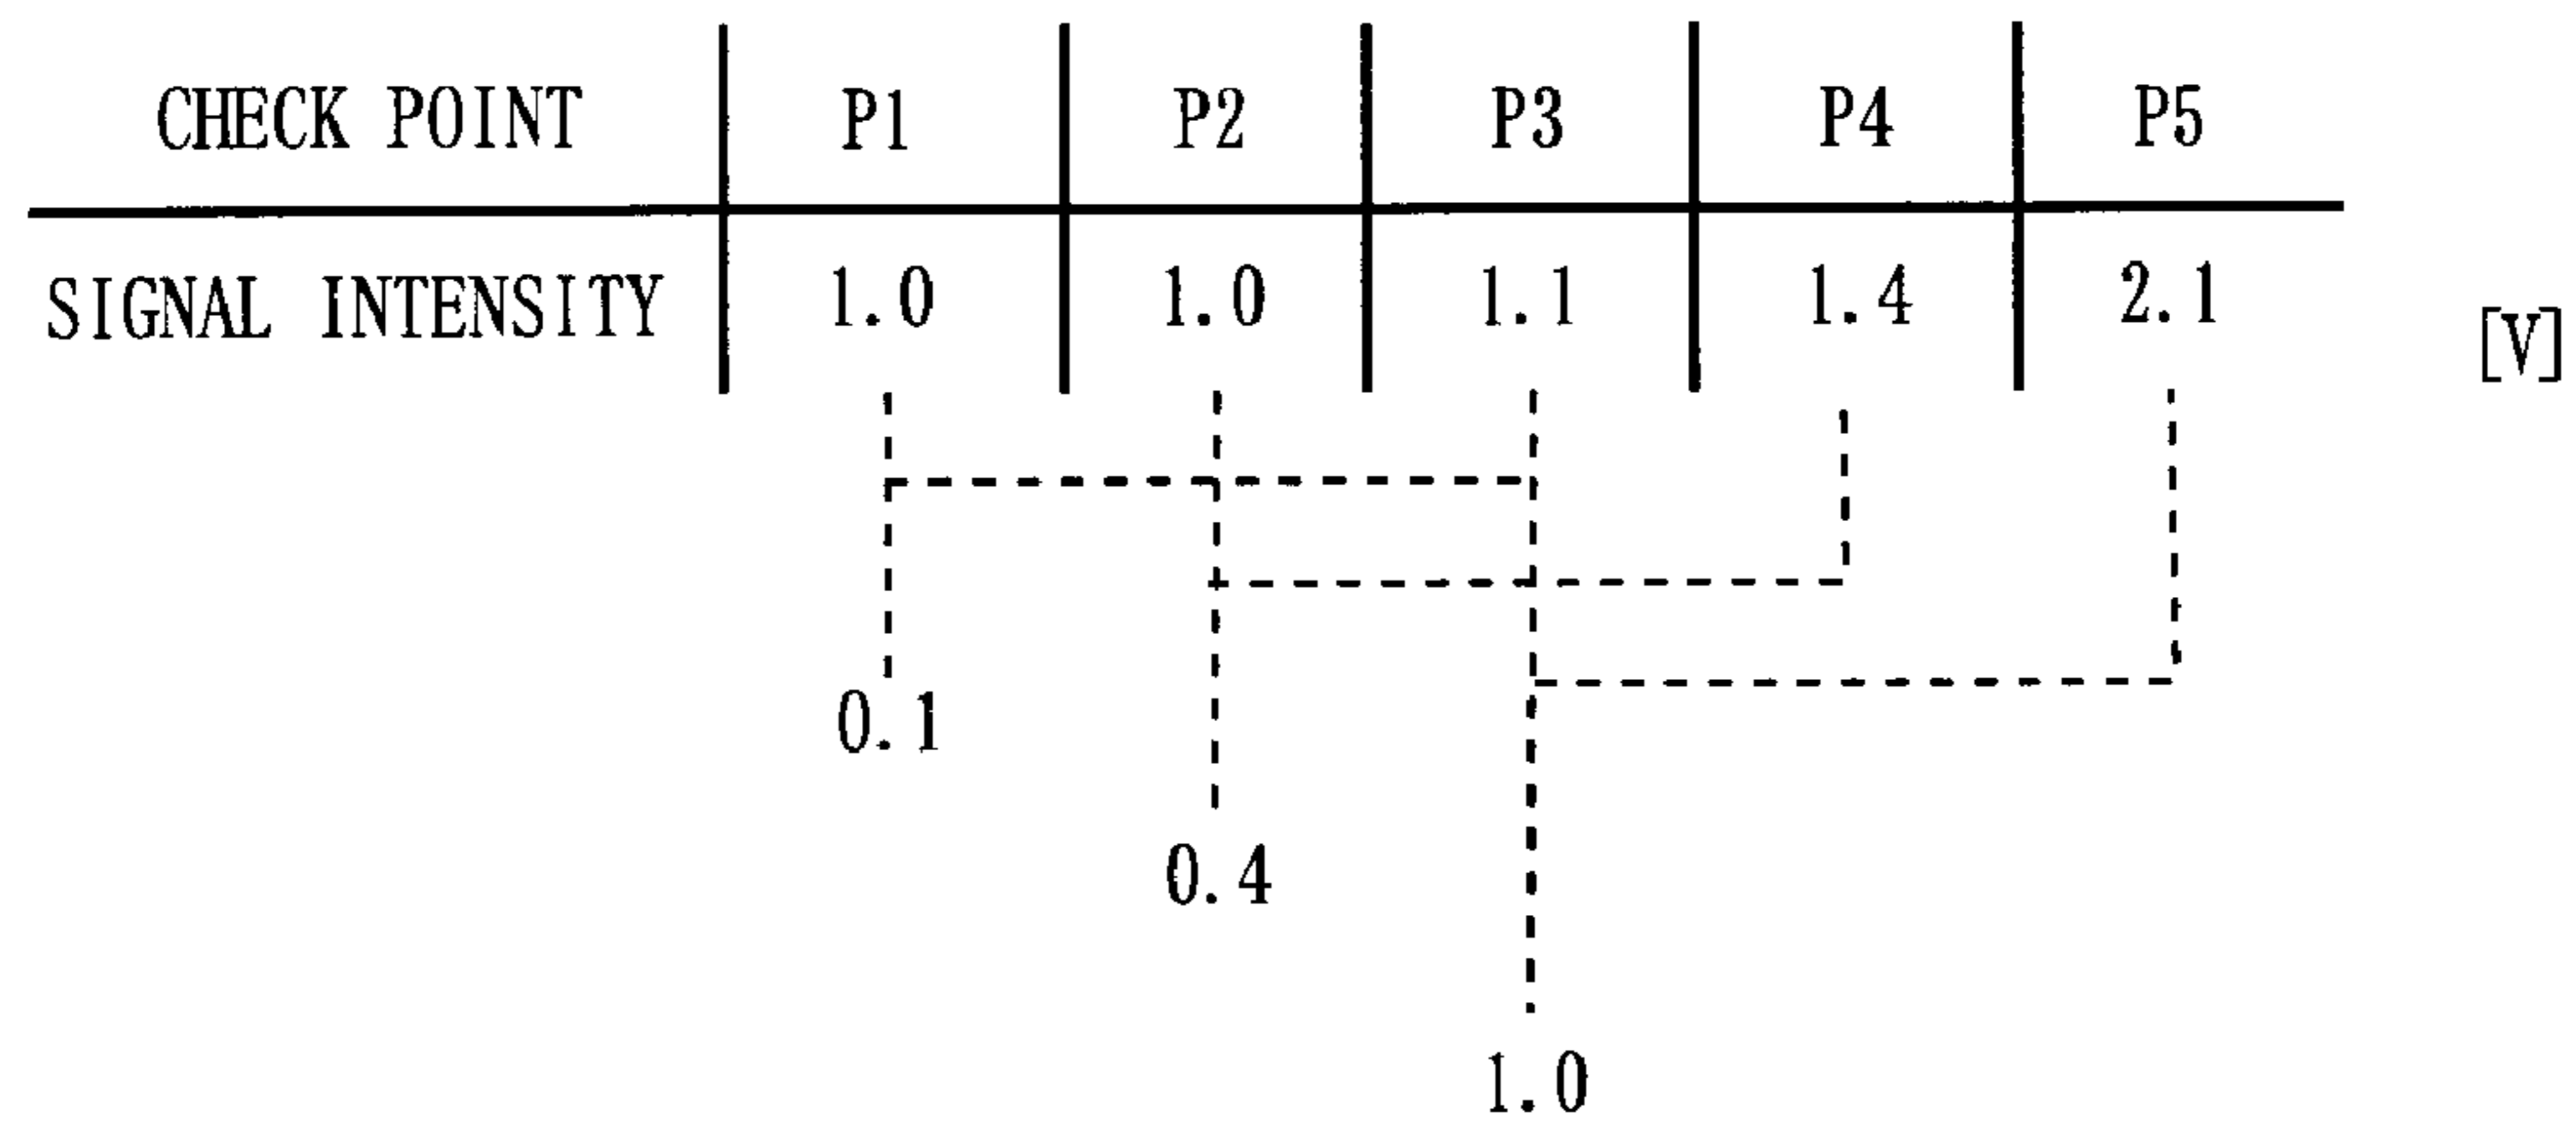 CHECK POINT P1 P2 P3 P4 P5
SIGNAL INTENSITY 1.0 1.0 1.1 1.4 2.1 [V]
0.1
0.4
1.0